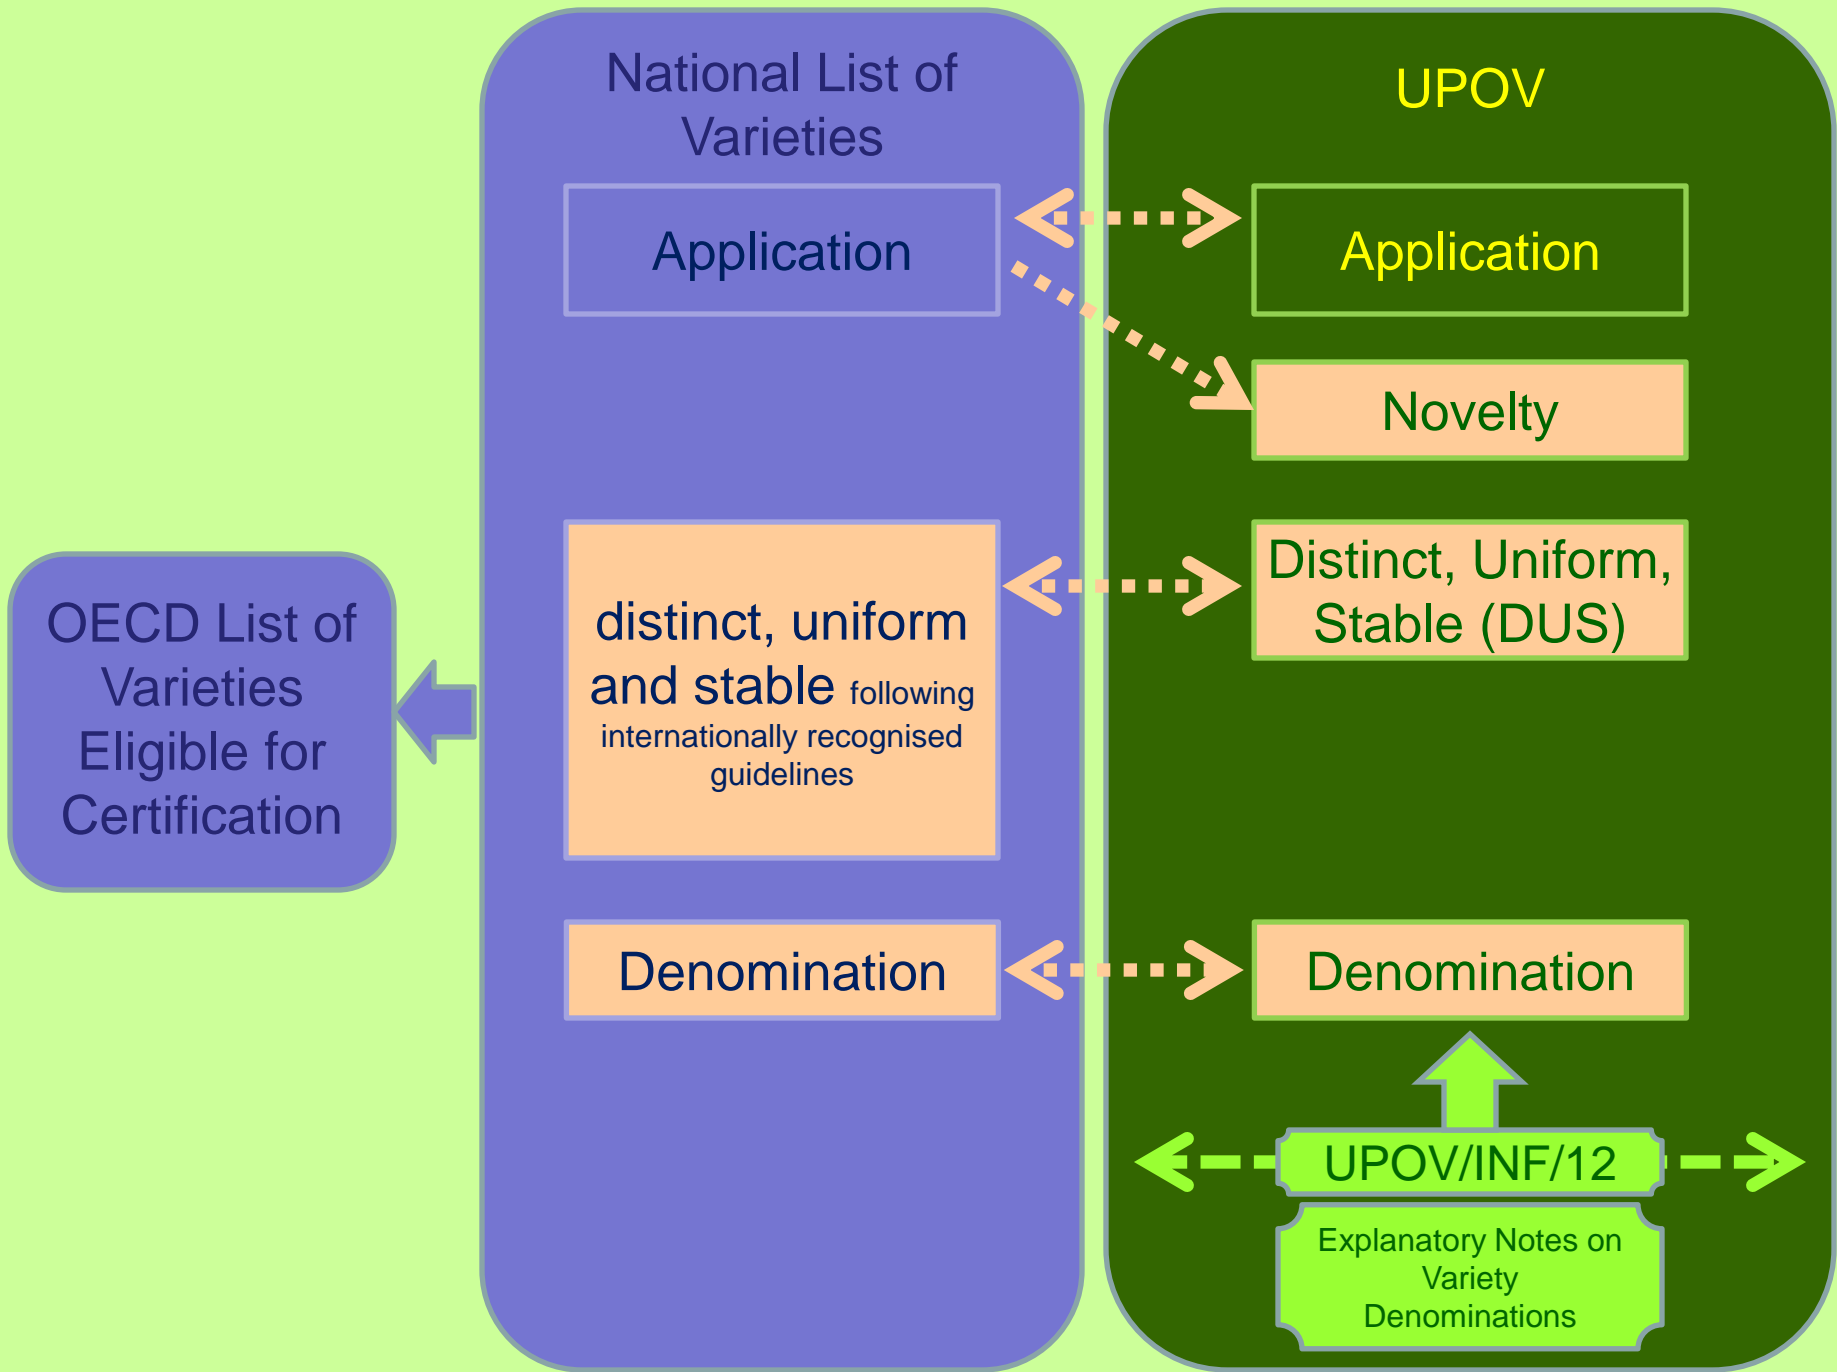 National List of
Varieties
Application
distinct, uniform
and stable following
internationally recognised
guidelines
Denomination
OECD List of
Varieties
Eligible for
Certification
UPOV
Application
Novelty
Distinct, Uniform,
Stable (DUS)
Denomination
UPOV/INF/12
Explanatory Notes on
Variety
Denominations